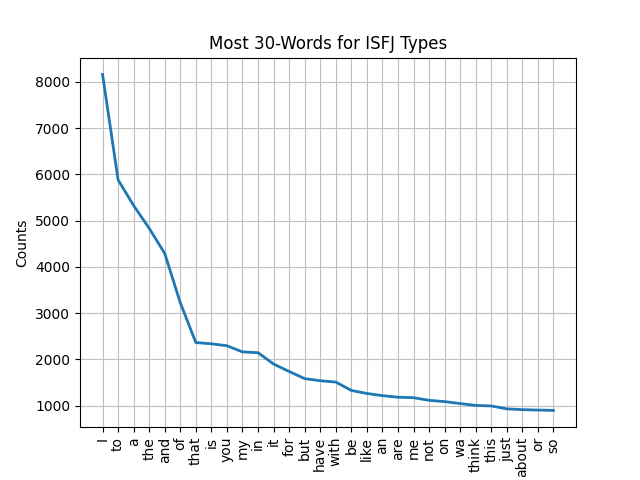 Most 30-Words for ISFJ Types
Counts
8000
7000
6000
5000
4000
3000
2000
1000
I
to
a
the
and
of
that
is
you
my
in
it
for
but
have
with
be
like
an
are
me
not
on
wa
think
this
just
about
or
so